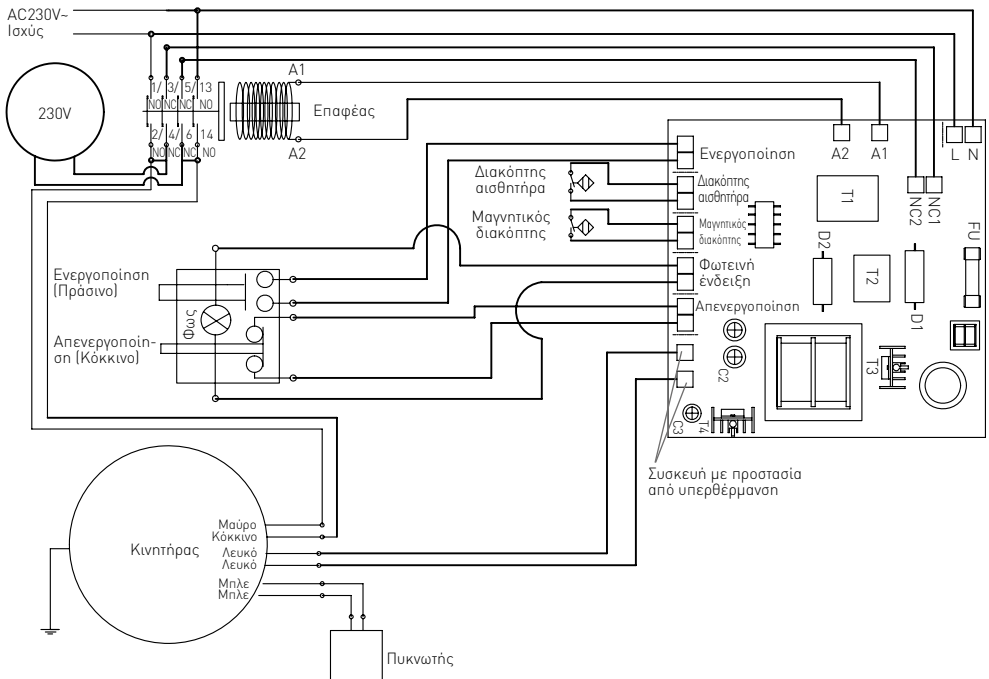 AC230V~
Ισχύς
230V
1/ 3/ 5/ 13
NO NC NC NO
2/ 4/ 6 14
NO NC NC NO
A1
Επαφέας
A2
Ενεργοποίηση
(Πράσινο)
Απενεργοποίη-
ση (Κόκκινο)
Φως
Διακόπτης
αισθητήρα
Μαγνητικός
διακόπτης
Ενεργοποίηση
Διακόπτης
αισθητήρα
Μαγνητικός
διακόπτης
Φωτεινή
ένδειξη
Απενεργοποίηση
A2
A1
L N
NC2
NC1
T1
FU
D2
T2
D1
C2
T3
C3
T4
Συσκευή με προστασία
από υπερθέρμανση
Κινητήρας
Μαύρο
Κόκκινο
Λευκό
Λευκό
Μπλε
Μπλε
Πυκνωτής